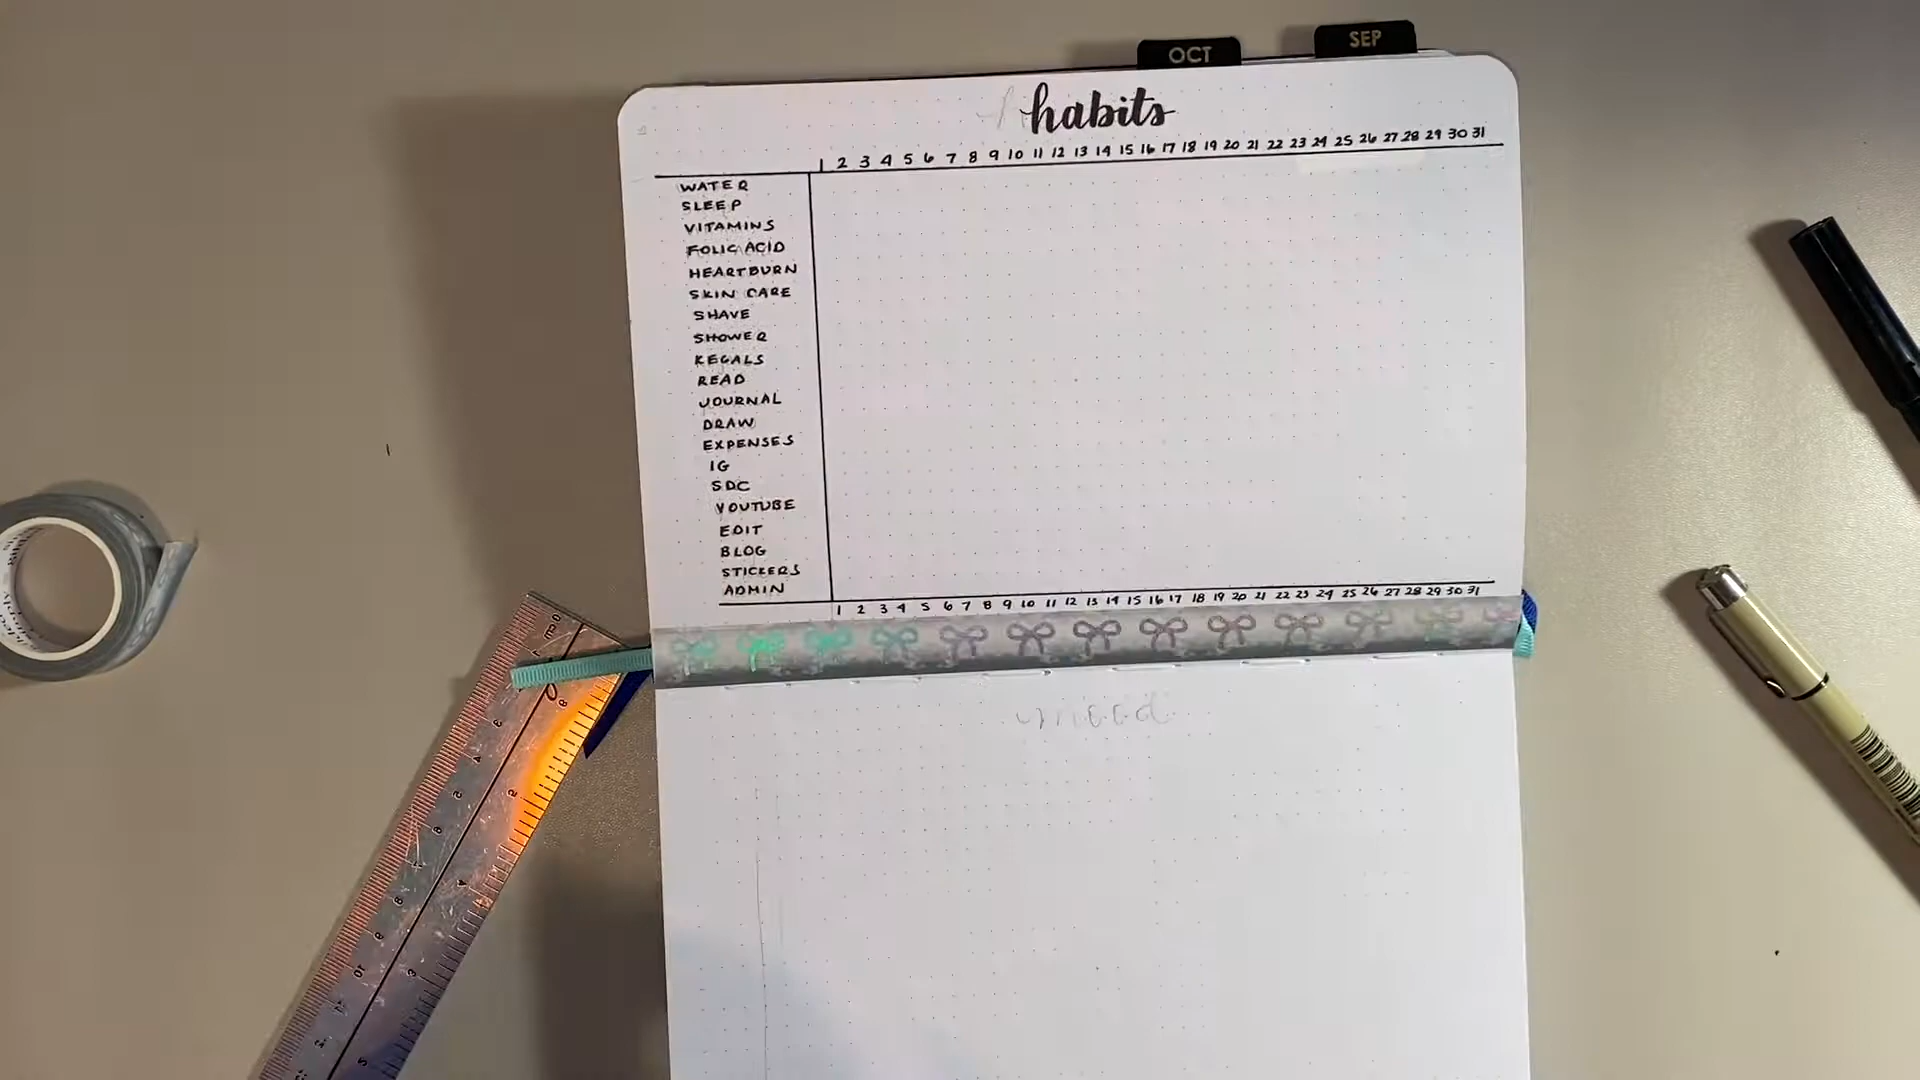 OCT
SEP
habits
1 2 3 4 5 6 7 8 9 10 11 12 13 14 15 16 17 18 19 20 21 22 23 24 25 26 27 28 29 30 31
WATER
SLEEP
VITAMINS
FOLIC ACID
HEARTBURN
SKIN CARE
SHAVE
SHOWER
KEGALS
READ
JOURNAL
DRAW
EXPENSES
IG
SDC
YOUTUBE
EDIT
BLOG
STICKERS
ADMIN
1 2 3 4 5 6 7 8 9 10 11 12 13 14 15 16 17 18 19 20 21 22 23 24 25 26 27 28 29 30 31